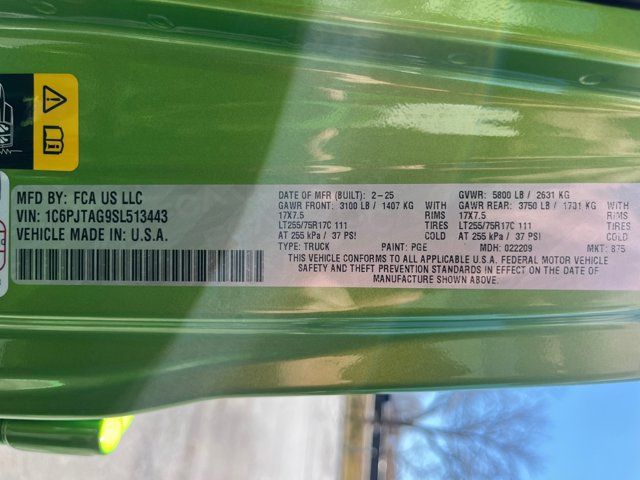 MFD BY: FCA US LLC
VIN: 1C6PJTAG9SL513443
VEHICLE MADE IN: U.S.A.
DATE OF MFR (BUILT): 2-25
GAWR FRONT: 3100 LB / 1407 KG WITH
17X7.5 RIMS
LT255/75R17C 111 TIRES
AT 255 kPa / 37 PSI COLD
GVWR: 5800 LB / 2631 KG
GAWR REAR: 3750 LB / 1731 KG WITH
17X7.5 RIMS
LT255/75R17C 111 TIRES
AT 255 kPa / 37 PSI COLD
TYPE: TRUCK PAINT: PGE MDH: 022209 MKT: 875
THIS VEHICLE CONFORMS TO ALL APPLICABLE U.S.A. FEDERAL MOTOR VEHICLE
SAFETY AND THEFT PREVENTION STANDARDS IN EFFECT ON THE DATE OF
MANUFACTURE SHOWN ABOVE.